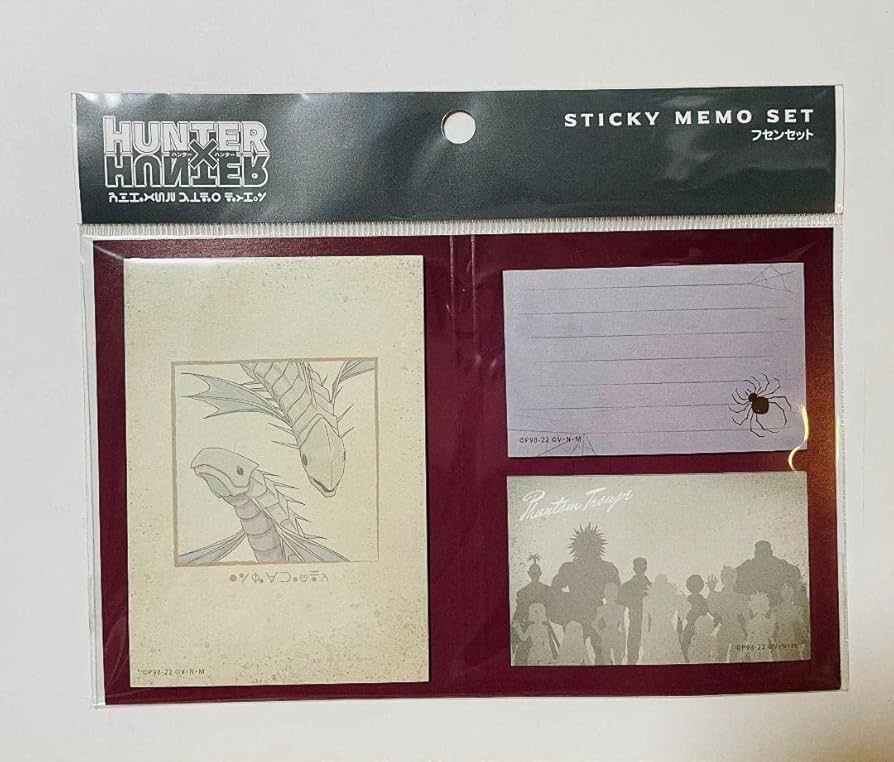 HUNTER
ハンター×ハンター
HUNTER
STICKY MEMO SET
フセンセット
©P98-22 ©V・N・M
©P98-22 ©V・N・M
Phantom Troupe
©P98-22 ©V・N・M